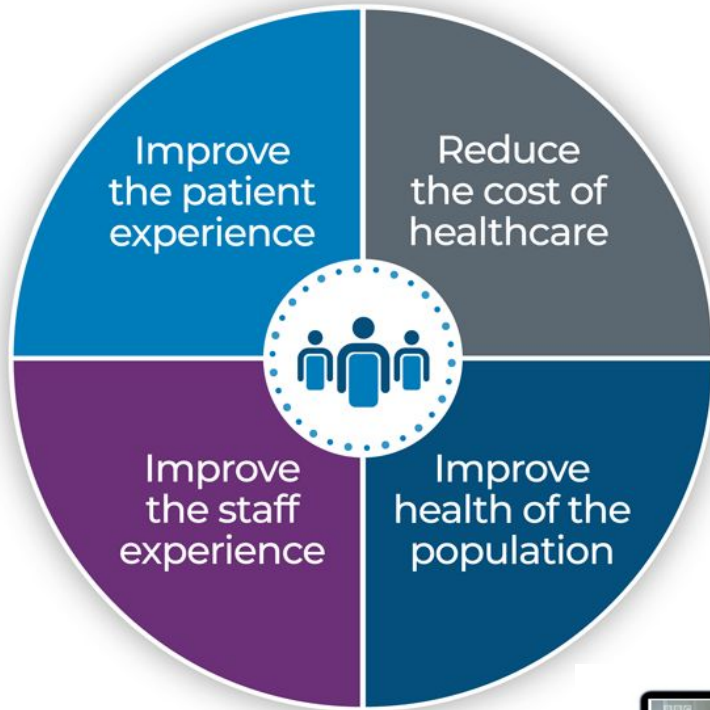 Improve
the patient
experience
Reduce
the cost of
healthcare
Improve
the staff
experience
Improve
health of the
population